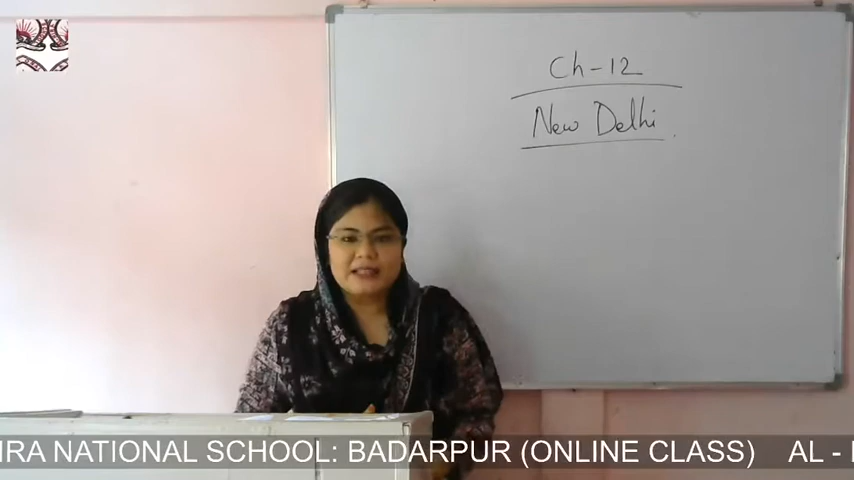 Ch-12
New Delhi.
IRA NATIONAL SCHOOL: BADARPUR (ONLINE CLASS) AL -